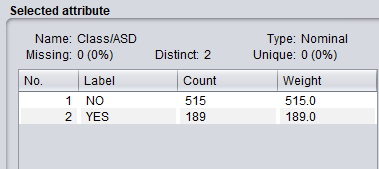 Selected attribute
Name: Class/ASD Type: Nominal
Missing: 0 (0%) Distinct: 2 Unique: 0 (0%)
No. Label Count Weight
1 NO 515 515.0
2 YES 189 189.0